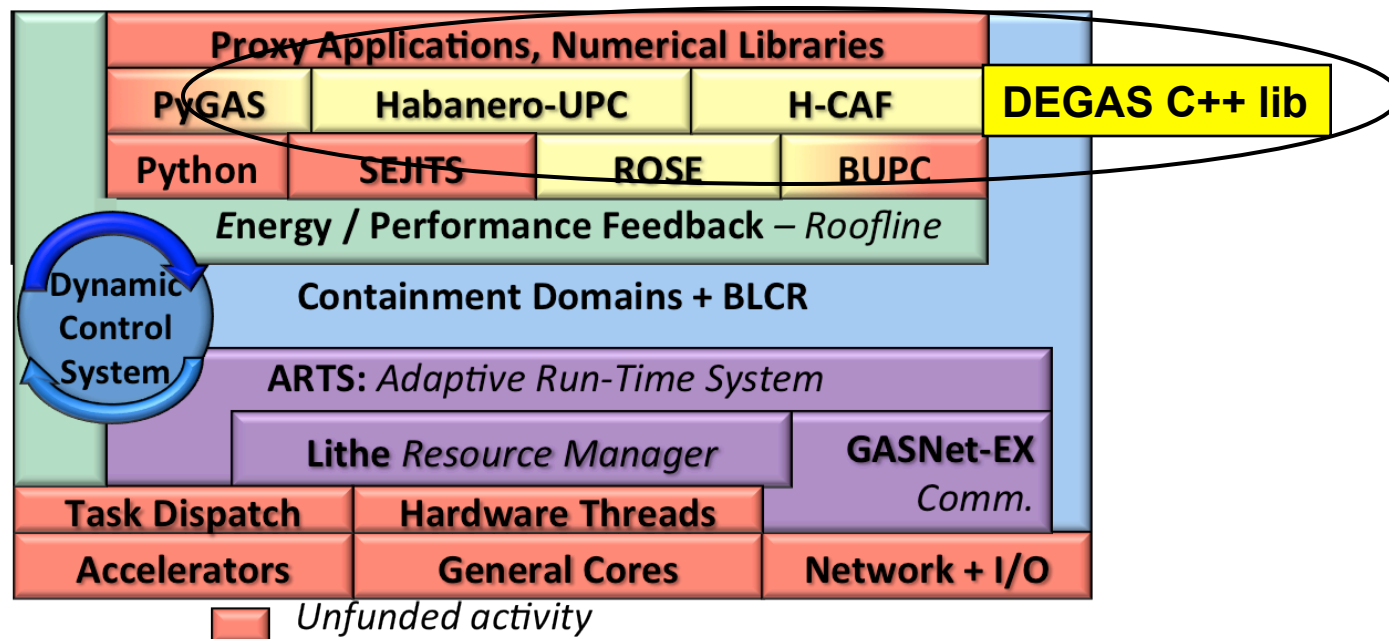 Proxy Applications, Numerical Libraries
PyGAS Habanero-UPC H-CAF DEGAS C++ lib
Python SEJITS ROSE BUPC
Energy / Performance Feedback – Roofline
Dynamic
Control
System
Containment Domains + BLCR
ARTS: Adaptive Run-Time System
Lithe Resource Manager
GASNet-EX
Comm.
Task Dispatch Hardware Threads
Accelerators General Cores Network + I/O
Unfunded activity